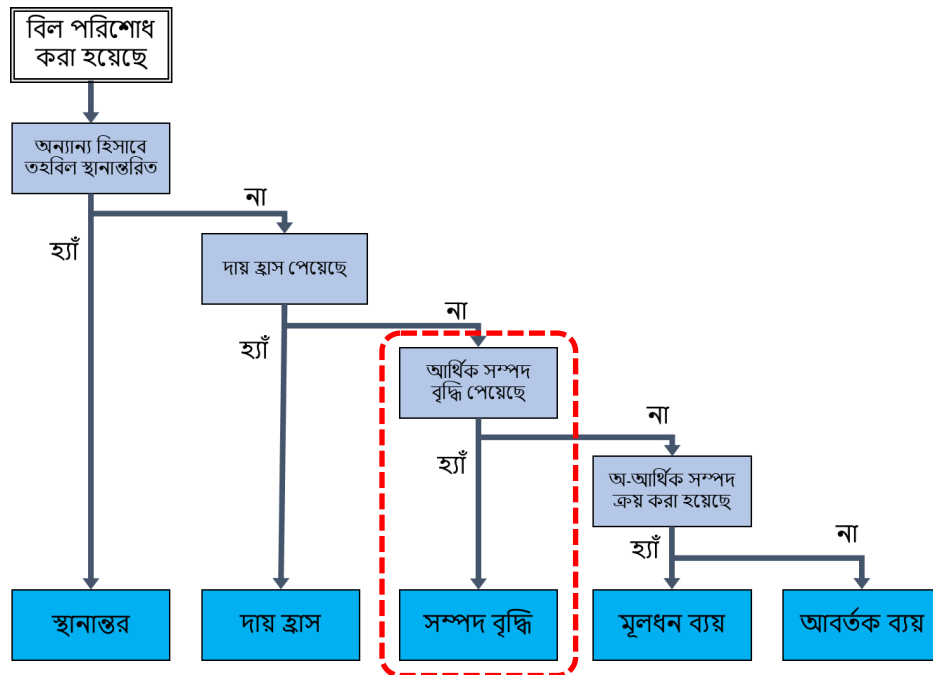 বিল পরিশোধ
করা হয়েছে
অন্যান্য হিসাবে
তহবিল স্থানান্তরিত
না
হ্যাঁ
দায় হ্রাস পেয়েছে
না
হ্যাঁ
আর্থিক সম্পদ
বৃদ্ধি পেয়েছে
না
হ্যাঁ
অ-আর্থিক সম্পদ
ক্রয় করা হয়েছে
না
হ্যাঁ
স্থানান্তর
দায় হ্রাস
সম্পদ বৃদ্ধি
মূলধন ব্যয়
আবর্তক ব্যয়